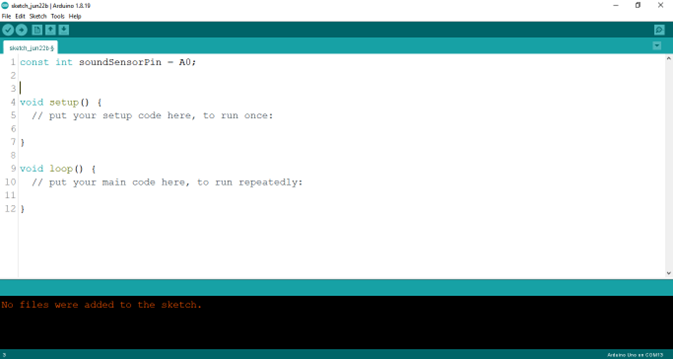 sketch_jun22b | Arduino 1.8.19
File Edit Sketch Tools Help
sketch_jun22b §
1 const int soundSensorPin = A0;
2
3
4 void setup() {
5 // put your setup code here, to run once:
6
7 }
8
9 void loop() {
10 // put your main code here, to run repeatedly:
11
12 }
No files were added to the sketch.
3 Arduino Uno on COM13